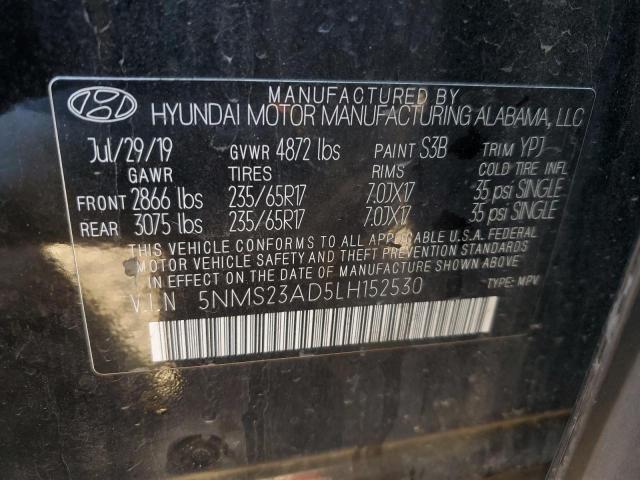 MANUFACTURED BY
HYUNDAI MOTOR MANUFACTURING ALABAMA, LLC
Jul/29/19 GVWR 4872 lbs PAINT S3B TRIM YPJ
GAWR TIRES RIMS COLD TIRE INFL
FRONT 2866 lbs 235/65R17 7.0JX17 35 psi SINGLE
REAR 3075 lbs 235/65R17 7.0JX17 35 psi SINGLE
THIS VEHICLE CONFORMS TO ALL APPLICABLE U.S.A. FEDERAL
MOTOR VEHICLE SAFETY AND THEFT PREVENTION STANDARDS
IN EFFECT ON THE DATE OF MANUFACTURE SHOWN ABOVE.
V.I.N 5NMS23AD5LH152530 TYPE: MPV